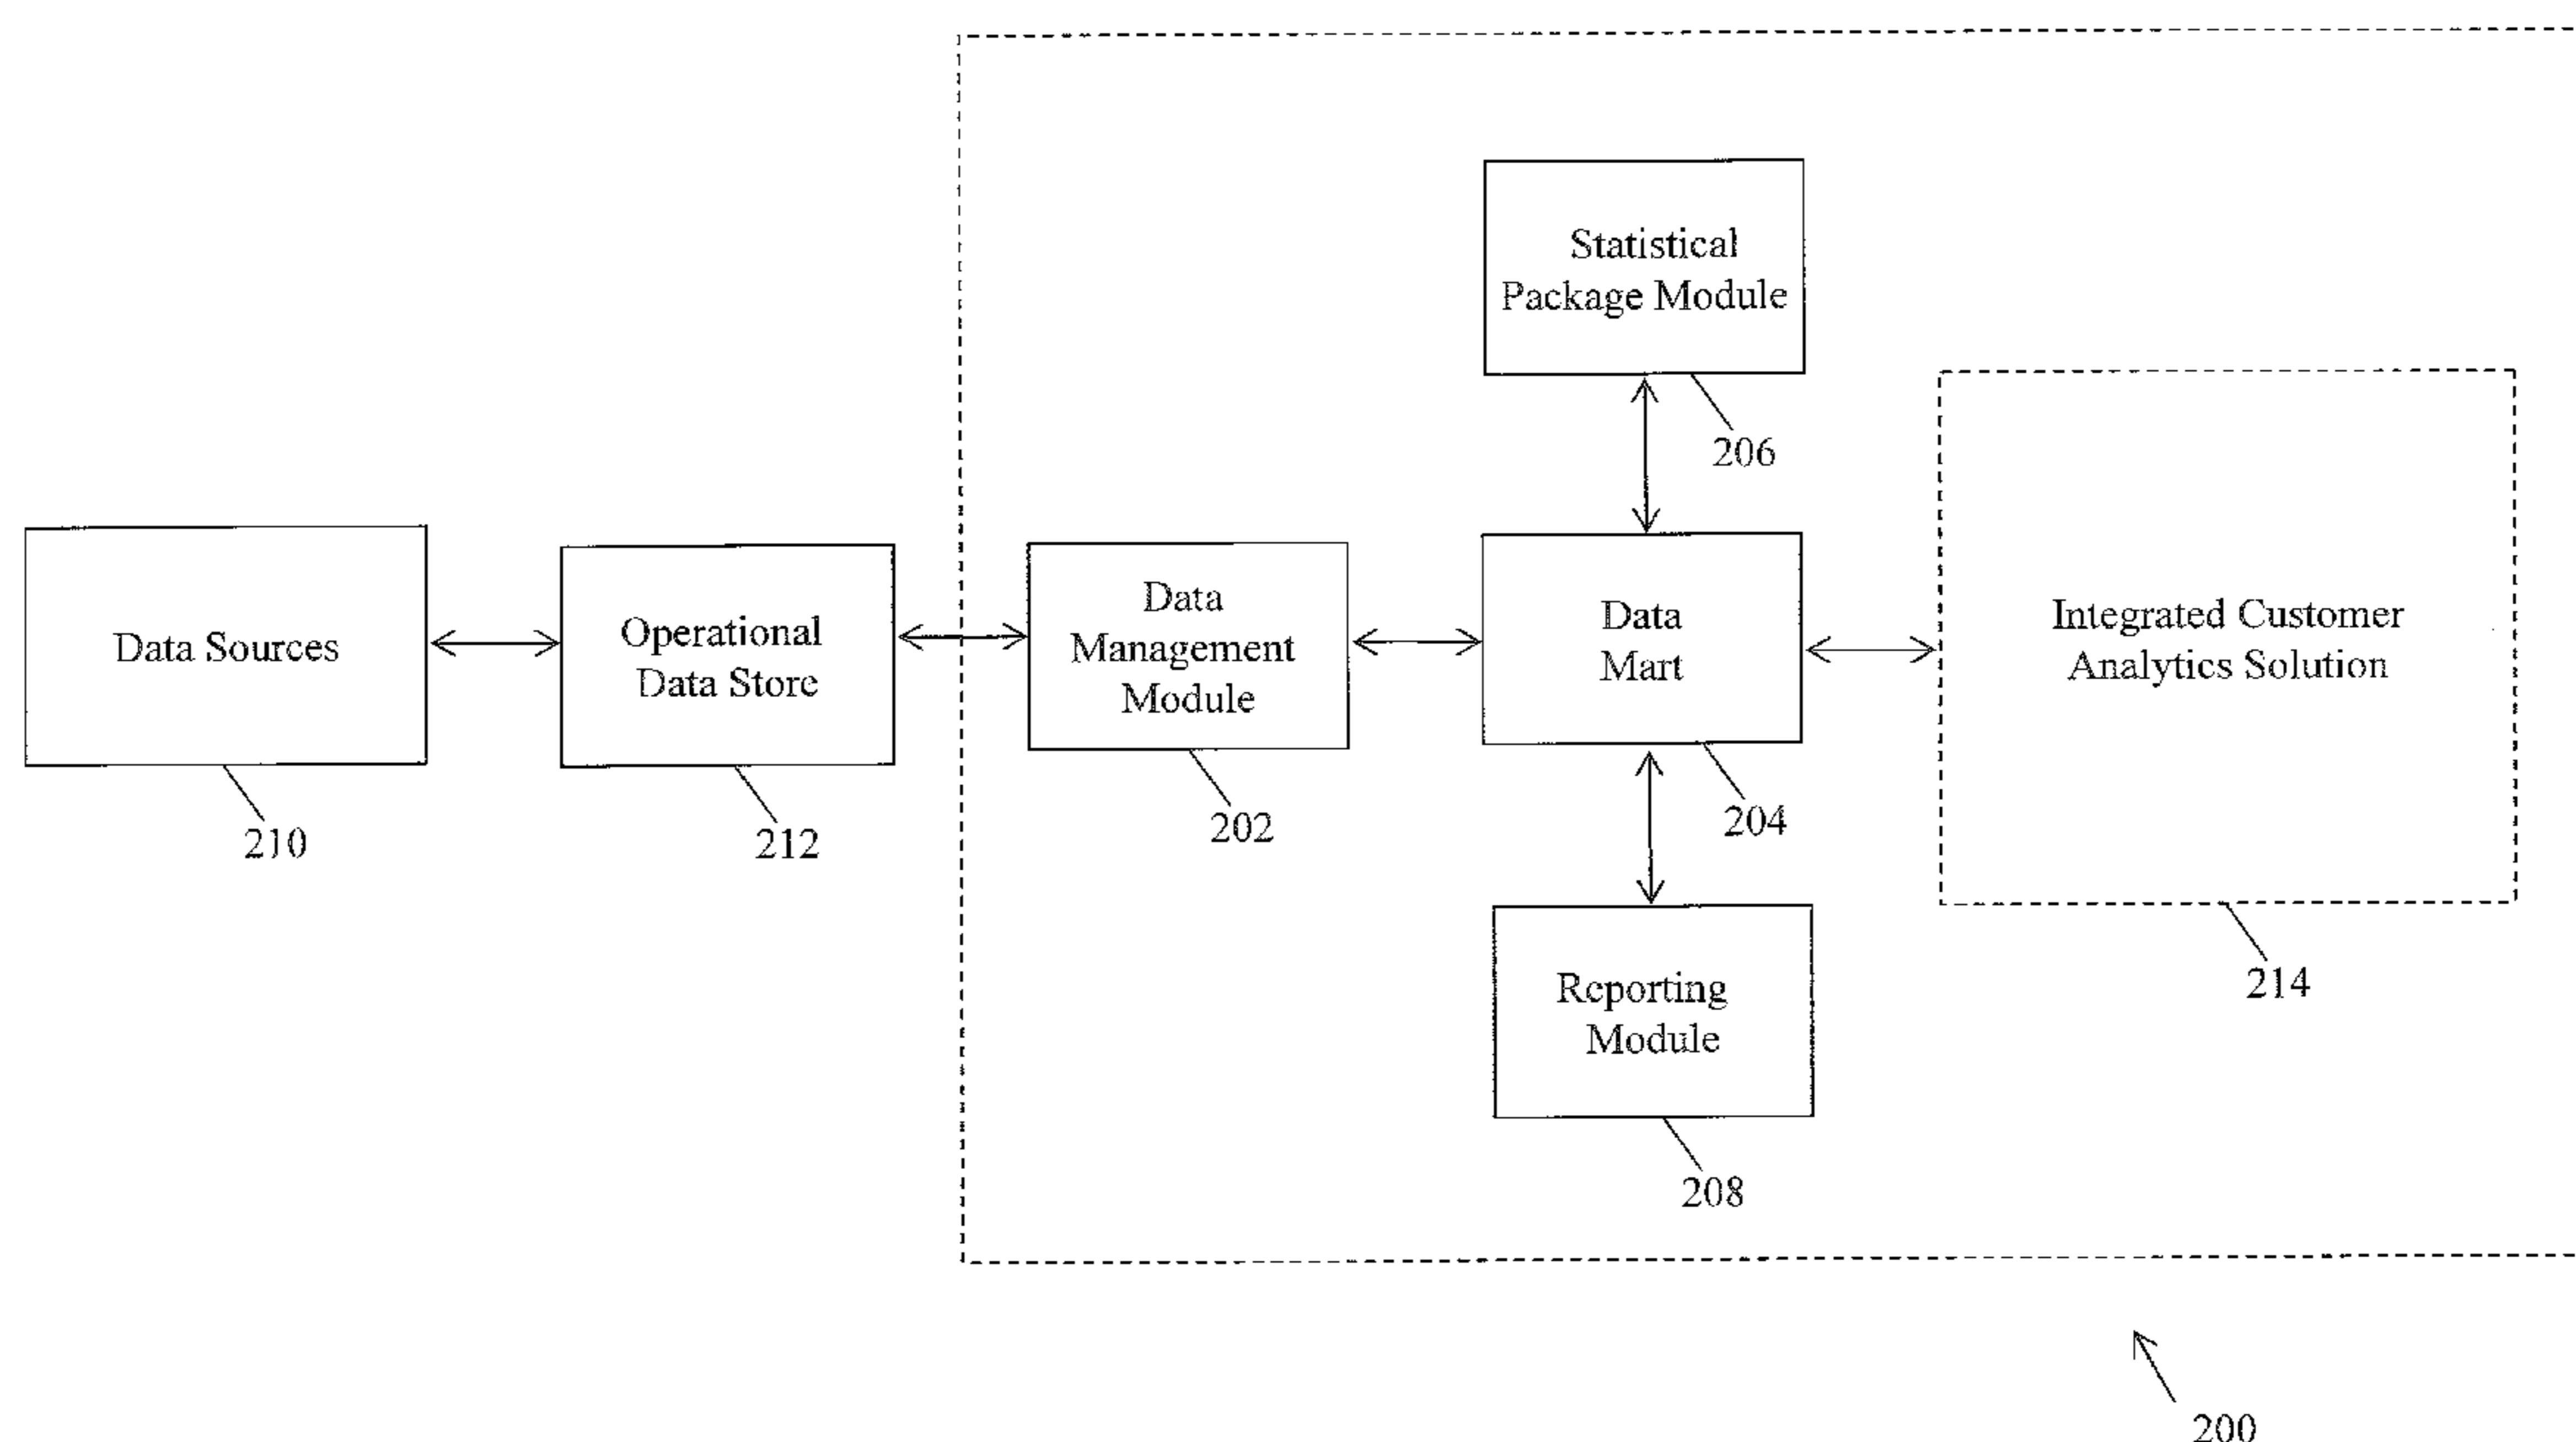 Statistical
Package Module
206
Data Sources
210
Operational
Data Store
212
Data
Management
Module
202
Data
Mart
204
Integrated Customer
Analytics Solution
214
Reporting
Module
208
200